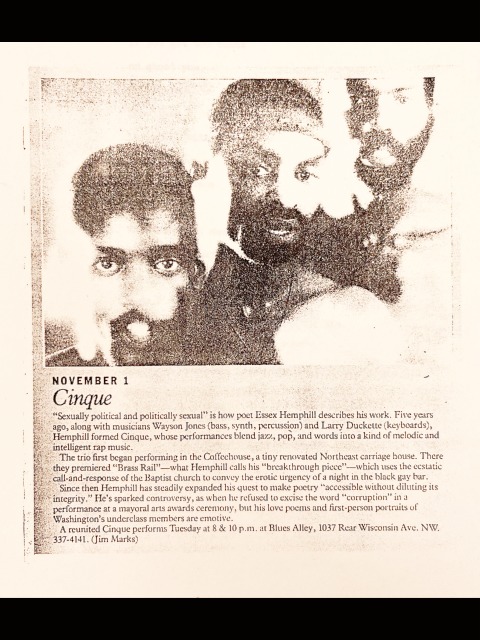 NOVEMBER 1
Cinque
“Sexually political and politically sexual” is how poet Essex Hemphill describes his work. Five years
ago, along with musicians Wayson Jones (bass, synth, percussion) and Larry Duckette (keyboards),
Hemphill formed Cinque, whose performances blend jazz, pop, and words into a kind of melodic and
intelligent rap music.
The trio first began performing in the Coffeehouse, a tiny renovated Northeast carriage house. There
they premiered “Brass Rail”—what Hemphill calls his “breakthrough piece”—which uses the ecstatic
call-and-response of the Baptist church to convey the erotic urgency of a night in the black gay bar.
Since then Hemphill has steadily expanded his quest to make poetry “accessible without diluting its
integrity.” He's sparked controversy, as when he refused to excise the word “corruption” in a
performance at a mayoral arts awards ceremony, but his love poems and first-person portraits of
Washington's underclass members are emotive.
A reunited Cinque performs Tuesday at 8 & 10 p.m. at Blues Alley, 1037 Rear Wisconsin Ave. NW.
337-4141. (Jim Marks)